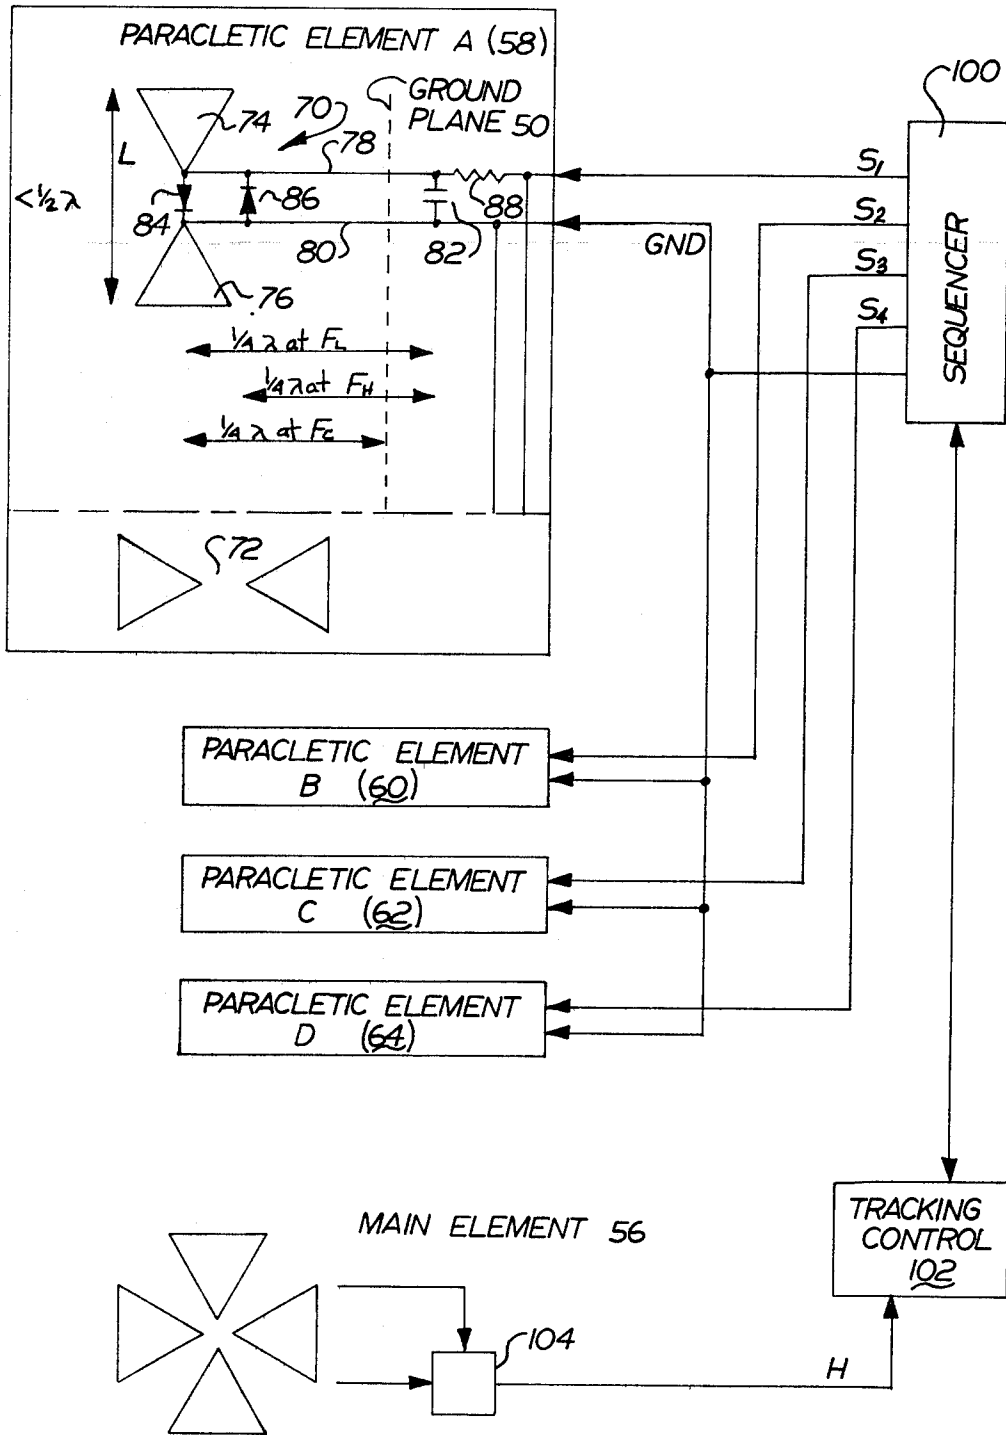 PARACLETIC ELEMENT A (58)
GROUND
PLANE 50
100
74
70
78
L
<½λ
84
86
88
80
82
76
S1
S2
S3
S4
GND
SEQUENCER
¼ λ at FL
¼ λ at FH
¼ λ at FC
72
PARACLETIC ELEMENT
B (60)
PARACLETIC ELEMENT
C (62)
PARACLETIC ELEMENT
D (64)
MAIN ELEMENT 56
TRACKING
CONTROL
102
104
H